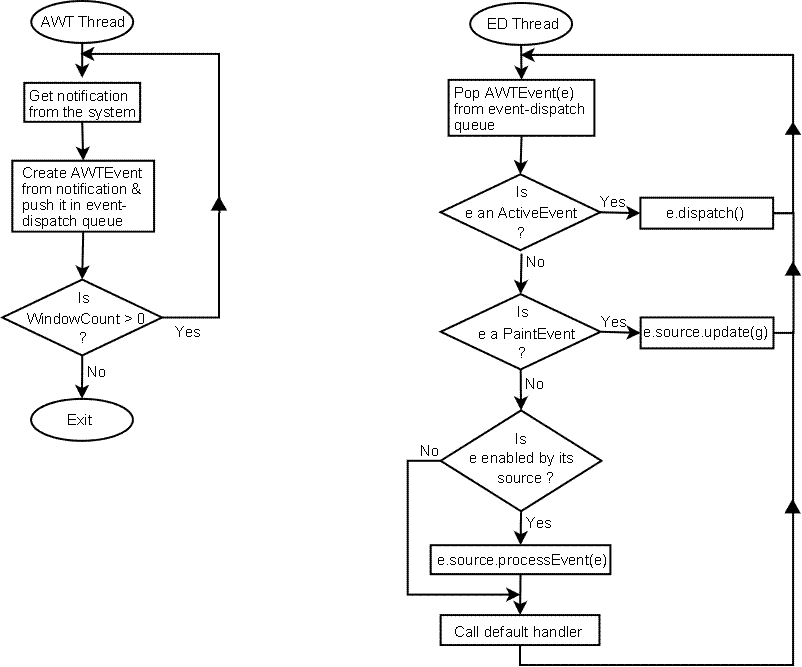 AWT Thread
Get notification
from the system
Create AWTEvent
from notification &
push it in event-
dispatch queue
Is
WindowCount > 0
?
Yes
No
Exit
ED Thread
Pop AWTEvent(e)
from event-dispatch
queue
Is
e an ActiveEvent
?
Yes
e.dispatch()
No
Is
e a PaintEvent
?
Yes
e.source.update(g)
No
Is
e enabled by its
source ?
No
Yes
e.source.processEvent(e)
Call default handler